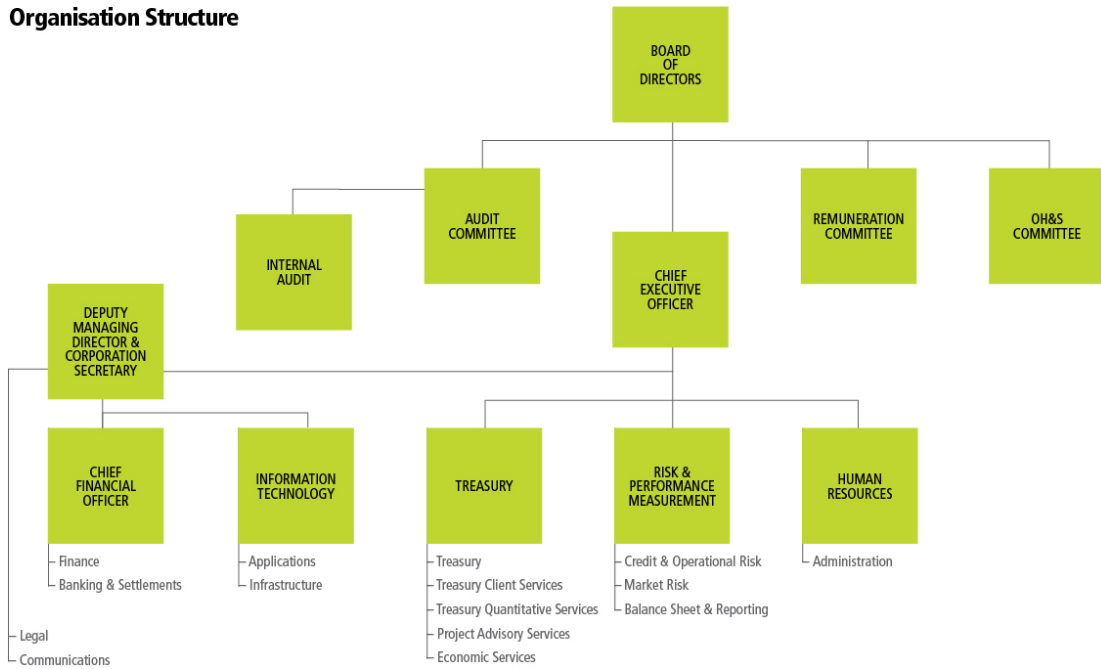 Organisation Structure
BOARD
OF
DIRECTORS
AUDIT
COMMITTEE
REMUNERATION
COMMITTEE
OH&S
COMMITTEE
INTERNAL
AUDIT
CHIEF
EXECUTIVE
OFFICER
DEPUTY
MANAGING
DIRECTOR &
CORPORATION
SECRETARY
CHIEF
FINANCIAL
OFFICER
INFORMATION
TECHNOLOGY
TREASURY
RISK &
PERFORMANCE
MEASUREMENT
HUMAN
RESOURCES
Finance
Banking & Settlements
Applications
Infrastructure
Treasury
Treasury Client Services
Treasury Quantitative Services
Project Advisory Services
Economic Services
Credit & Operational Risk
Market Risk
Balance Sheet & Reporting
Administration
Legal
Communications